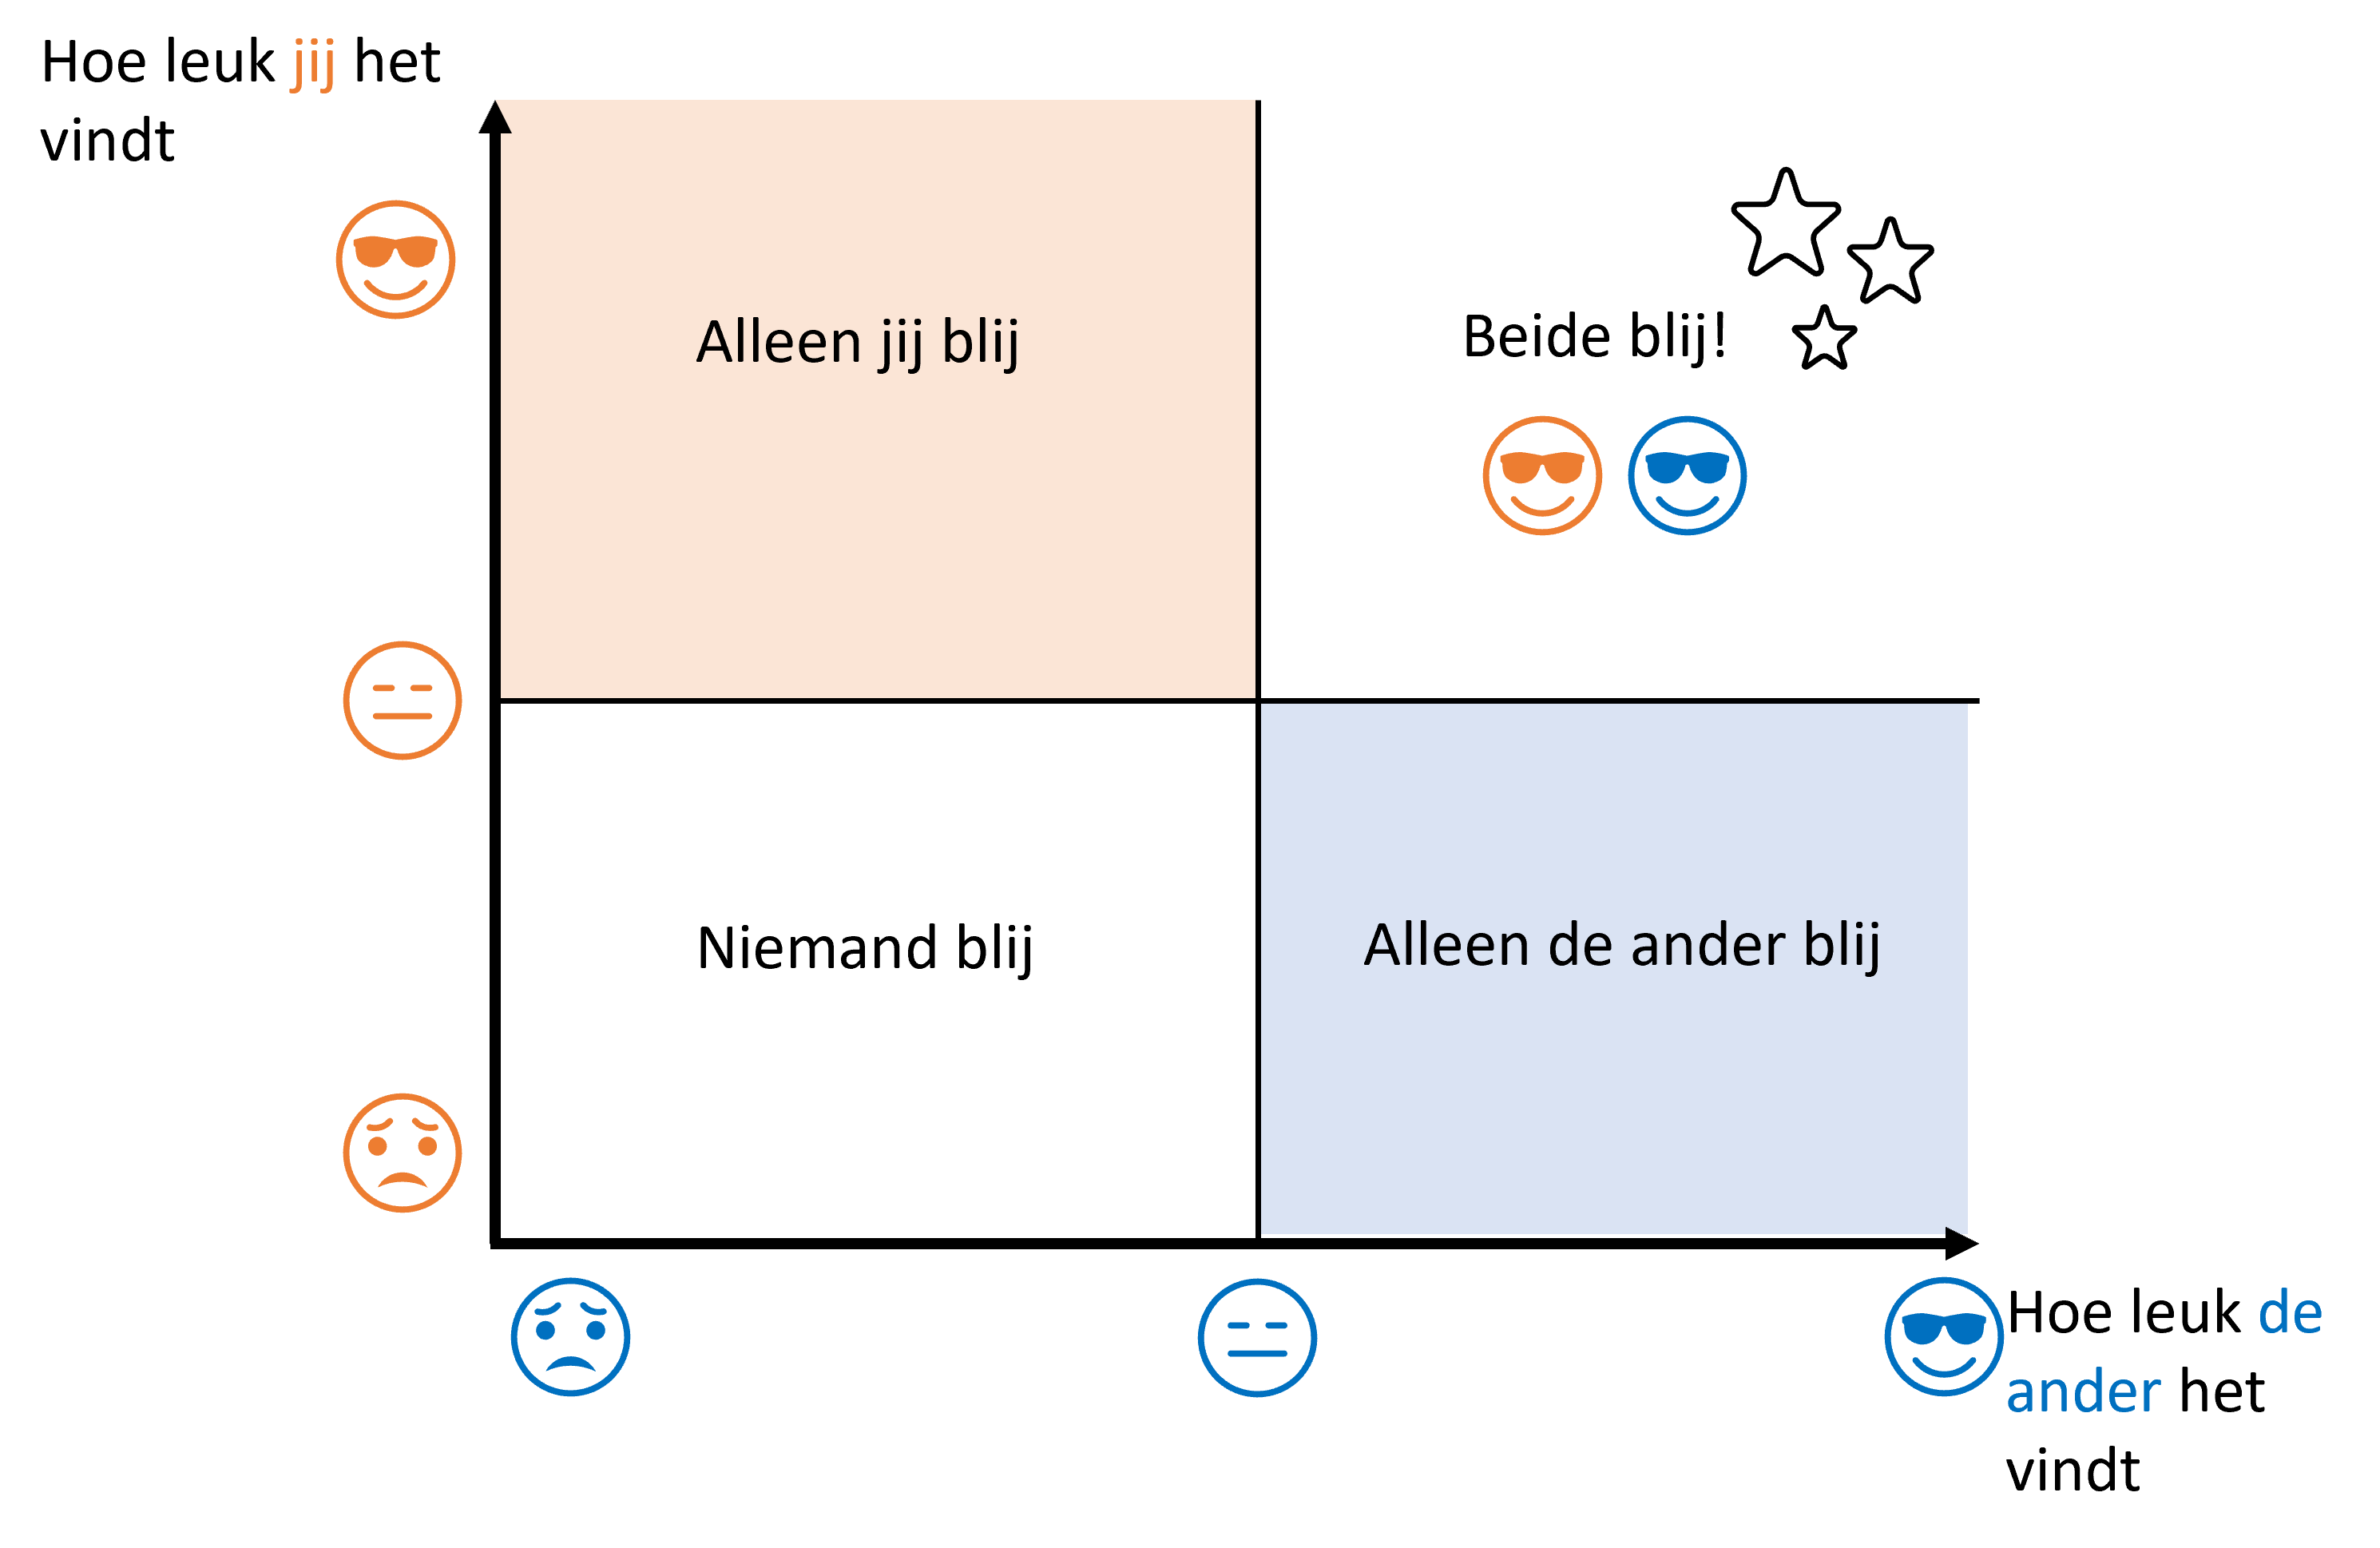 Hoe leuk jij het
vindt
Alleen jij blij
Beide blij!
Niemand blij
Alleen de ander blij
Hoe leuk de
ander het
vindt